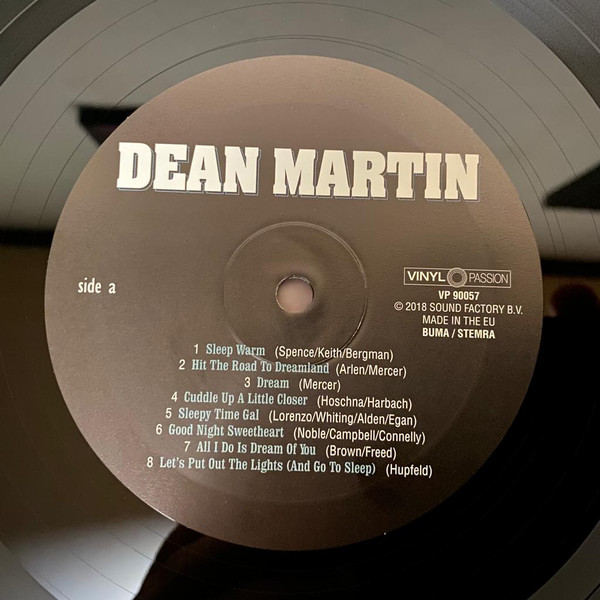 DEAN MARTIN
side a
VINYL PASSION
VP 90057
© 2018 SOUND FACTORY B.V.
MADE IN THE EU
BUMA / STEMRA
1 Sleep Warm (Spence/Keith/Bergman)
2 Hit The Road To Dreamland (Arlen/Mercer)
3 Dream (Mercer)
4 Cuddle Up A Little Closer (Hoschna/Harbach)
5 Sleepy Time Gal (Lorenzo/Whiting/Alden/Egan)
6 Good Night Sweetheart (Noble/Campbell/Connelly)
7 All I Do Is Dream Of You (Brown/Freed)
8 Let's Put Out The Lights (And Go To Sleep) (Hupfeld)